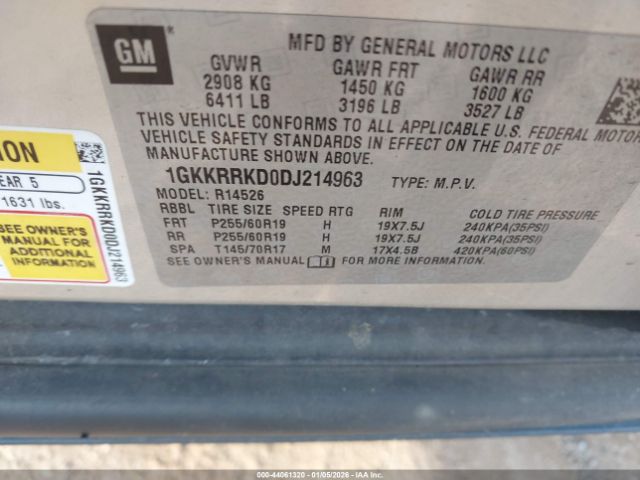 GM
MFD BY GENERAL MOTORS LLC
GVWR GAWR FRT GAWR RR
2908 KG 1450 KG 1600 KG
6411 LB 3196 LB 3527 LB
THIS VEHICLE CONFORMS TO ALL APPLICABLE U.S. FEDERAL MOTOR
VEHICLE SAFETY STANDARDS IN EFFECT ON THE DATE OF
MANUFACTURE SHOWN ABOVE.
1GKKRRKD0DJ214963 TYPE: M.P.V.
MODEL: R14526
RBBL TIRE SIZE SPEED RTG RIM COLD TIRE PRESSURE
FRT P255/60R19 H 19X7.5J 240KPA(35PSI)
RR P255/60R19 H 19X7.5J 240KPA(35PSI)
SPA T145/70R17 M 17X4.5B 420KPA(60PSI)
SEE OWNER'S MANUAL FOR MORE INFORMATION.
ION
EAR 5
1631 lbs.
SEE OWNER'S
MANUAL FOR
ADDITIONAL
INFORMATION
1GKKRRKD0DJ214963
© 000-44061320 | 01/05/2026 | © Copyright IAA, LLC